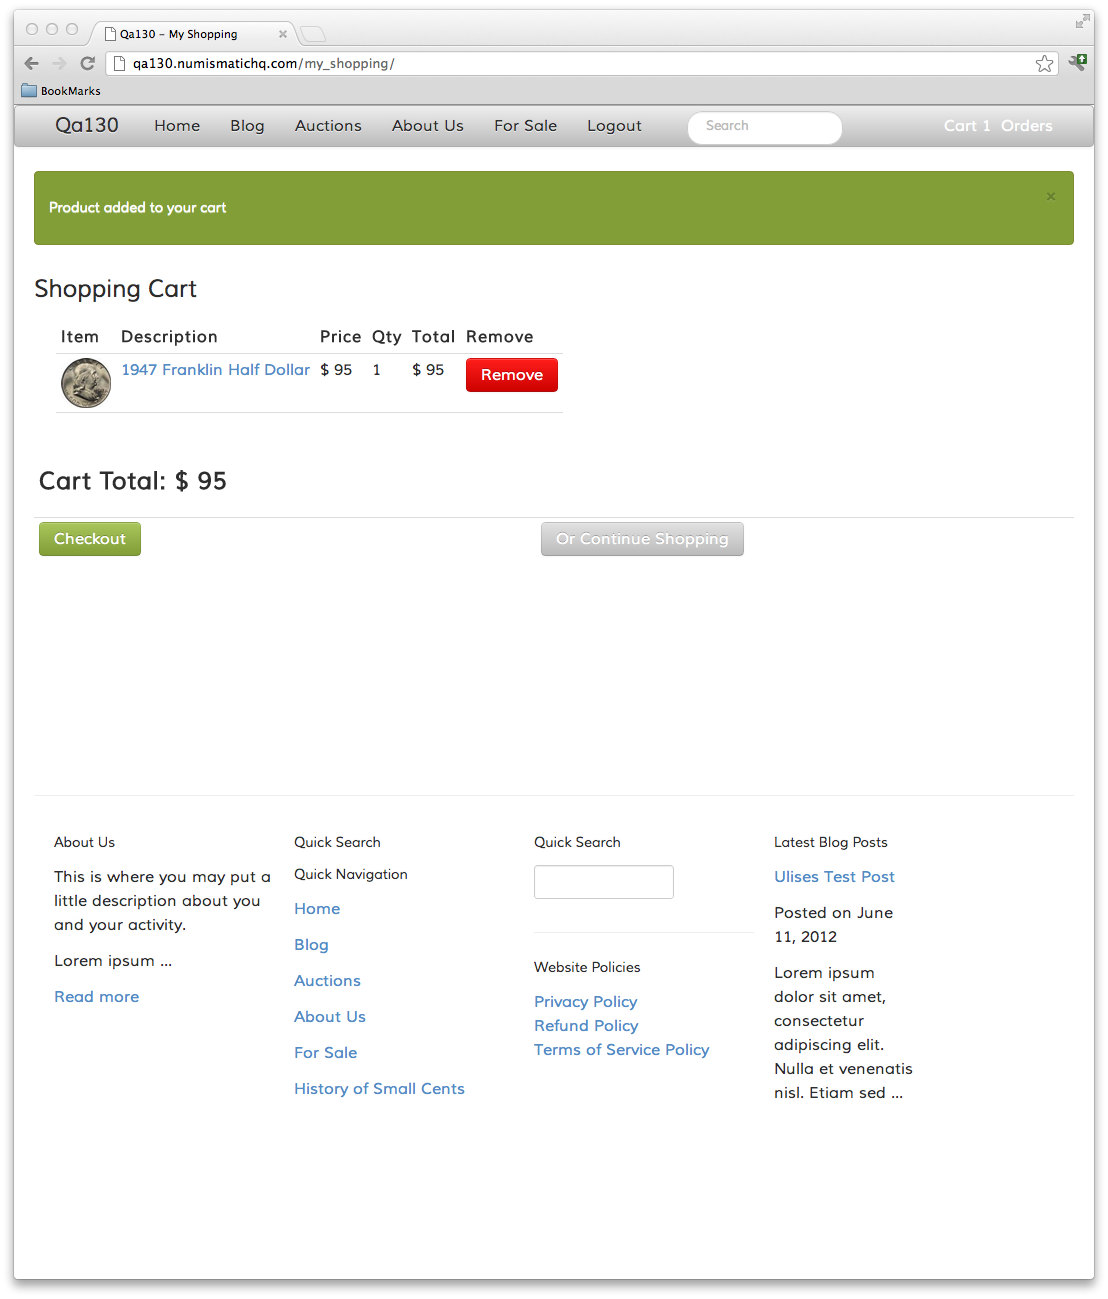 Qa130 – My Shopping
qa130.numismatichq.com/my_shopping/
BookMarks
Qa130 Home Blog Auctions About Us For Sale Logout Search Cart 1 Orders
Product added to your cart ×
Shopping Cart
Item Description Price Qty Total Remove
1947 Franklin Half Dollar $ 95 1 $ 95 Remove
Cart Total: $ 95
Checkout Or Continue Shopping
About Us
This is where you may put a
little description about you
and your activity.
Lorem ipsum ...
Read more
Quick Search
Quick Navigation
Home
Blog
Auctions
About Us
For Sale
History of Small Cents
Quick Search
Website Policies
Privacy Policy
Refund Policy
Terms of Service Policy
Latest Blog Posts
Ulises Test Post
Posted on June
11, 2012
Lorem ipsum
dolor sit amet,
consectetur
adipiscing elit.
Nulla et venenatis
nisl. Etiam sed ...